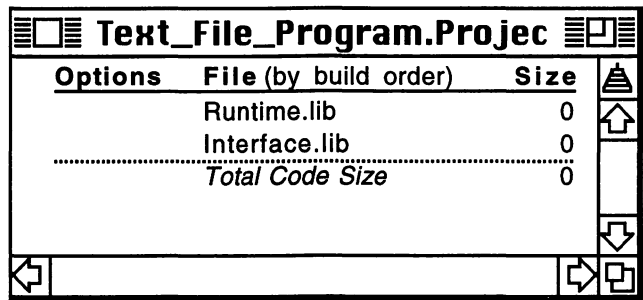 Text_File_Program.Projec
Options File (by build order) Size
Runtime.lib 0
Interface.lib 0
Total Code Size 0